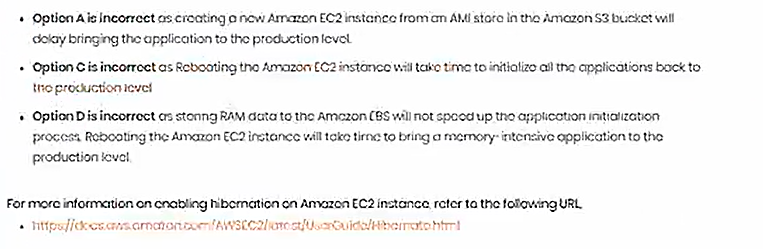 Option A is incorrect as creating a new Amazon EC2 instance from an AMI store in the Amazon S3 bucket will
delay bringing the application to the production level.
Option C is incorrect as Rebooting the Amazon EC2 instance will take time to initialize all the applications back to
the production level
Option D is incorrect as storing RAM data to the Amazon EBS will not speed up the application initialization
process. Rebooting the Amazon EC2 instance will take time to bring a memory-intensive application to the
production level.
For more information on enabling hibernation on Amazon EC2 instance, refer to the following URL,
https://docs.aws.amazon.com/AWSEC2/latest/UserGuide/Hibernate.html